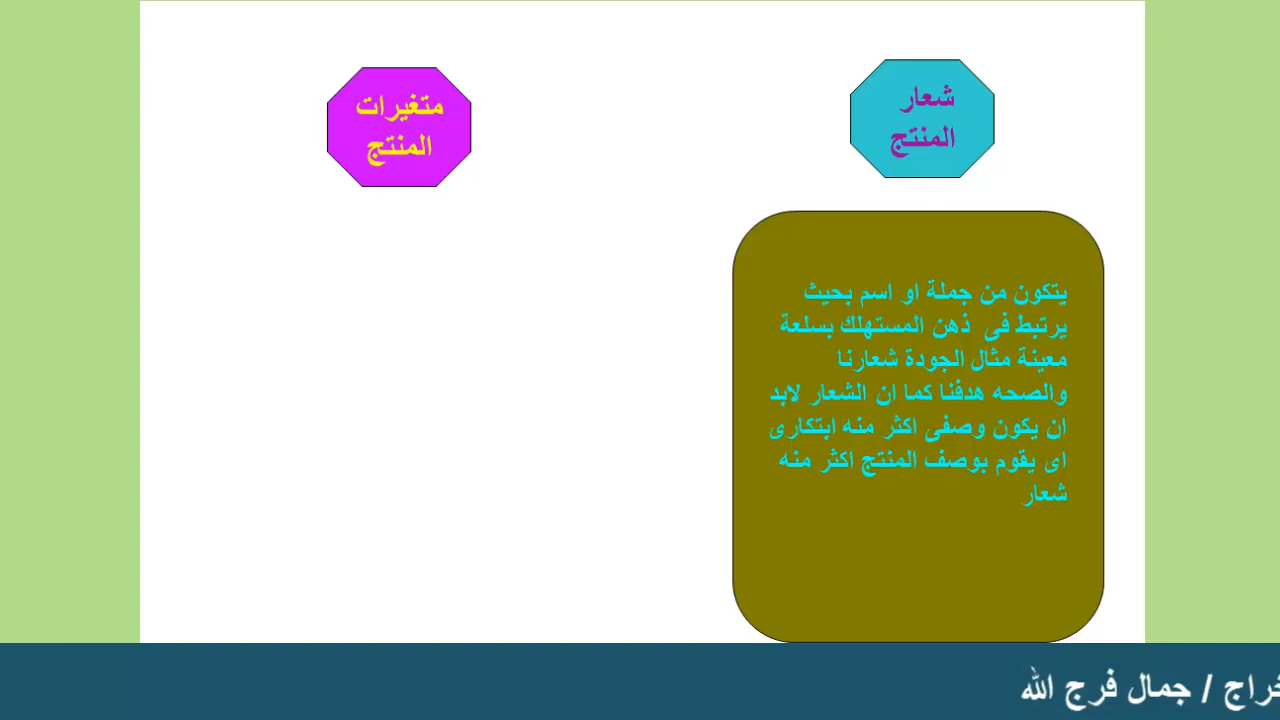 شعار
المنتج
متغيرات
المنتج
يتكون من جملة او اسم بحيث
يرتبط فى ذهن المستهلك بسلعة
معينة مثال الجودة شعارنا
والصحه هدفنا كما ان الشعار لابد
ان يكون وصفى اكثر منه ابتكارى
اى يقوم بوصف المنتج اكثر منه
شعار
/ جمال فرج الله